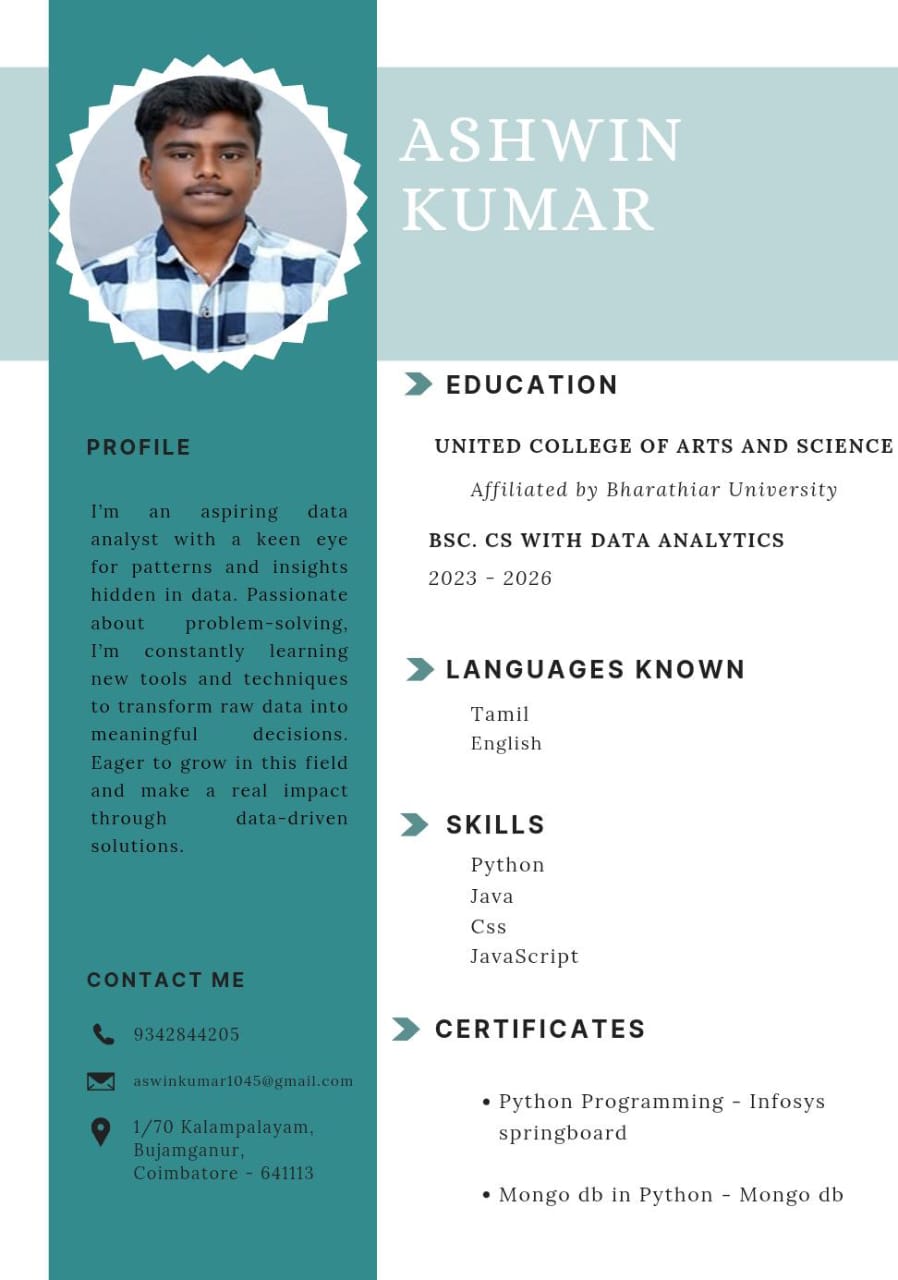 ASHWIN
KUMAR
PROFILE
I'm an aspiring data
analyst with a keen eye
for patterns and insights
hidden in data. Passionate
about problem-solving,
I'm constantly learning
new tools and techniques
to transform raw data into
meaningful decisions.
Eager to grow in this field
and make a real impact
through data-driven
solutions.
CONTACT ME
9342844205
aswinkumar1045@gmail.com
1/70 Kalampalayam,
Bujamganur,
Coimbatore - 641113
EDUCATION
UNITED COLLEGE OF ARTS AND SCIENCE
Affiliated by Bharathiar University
BSC. CS WITH DATA ANALYTICS
2023 - 2026
LANGUAGES KNOWN
Tamil
English
SKILLS
Python
Java
Css
JavaScript
CERTIFICATES
• Python Programming - Infosys
springboard
• Mongo db in Python - Mongo db